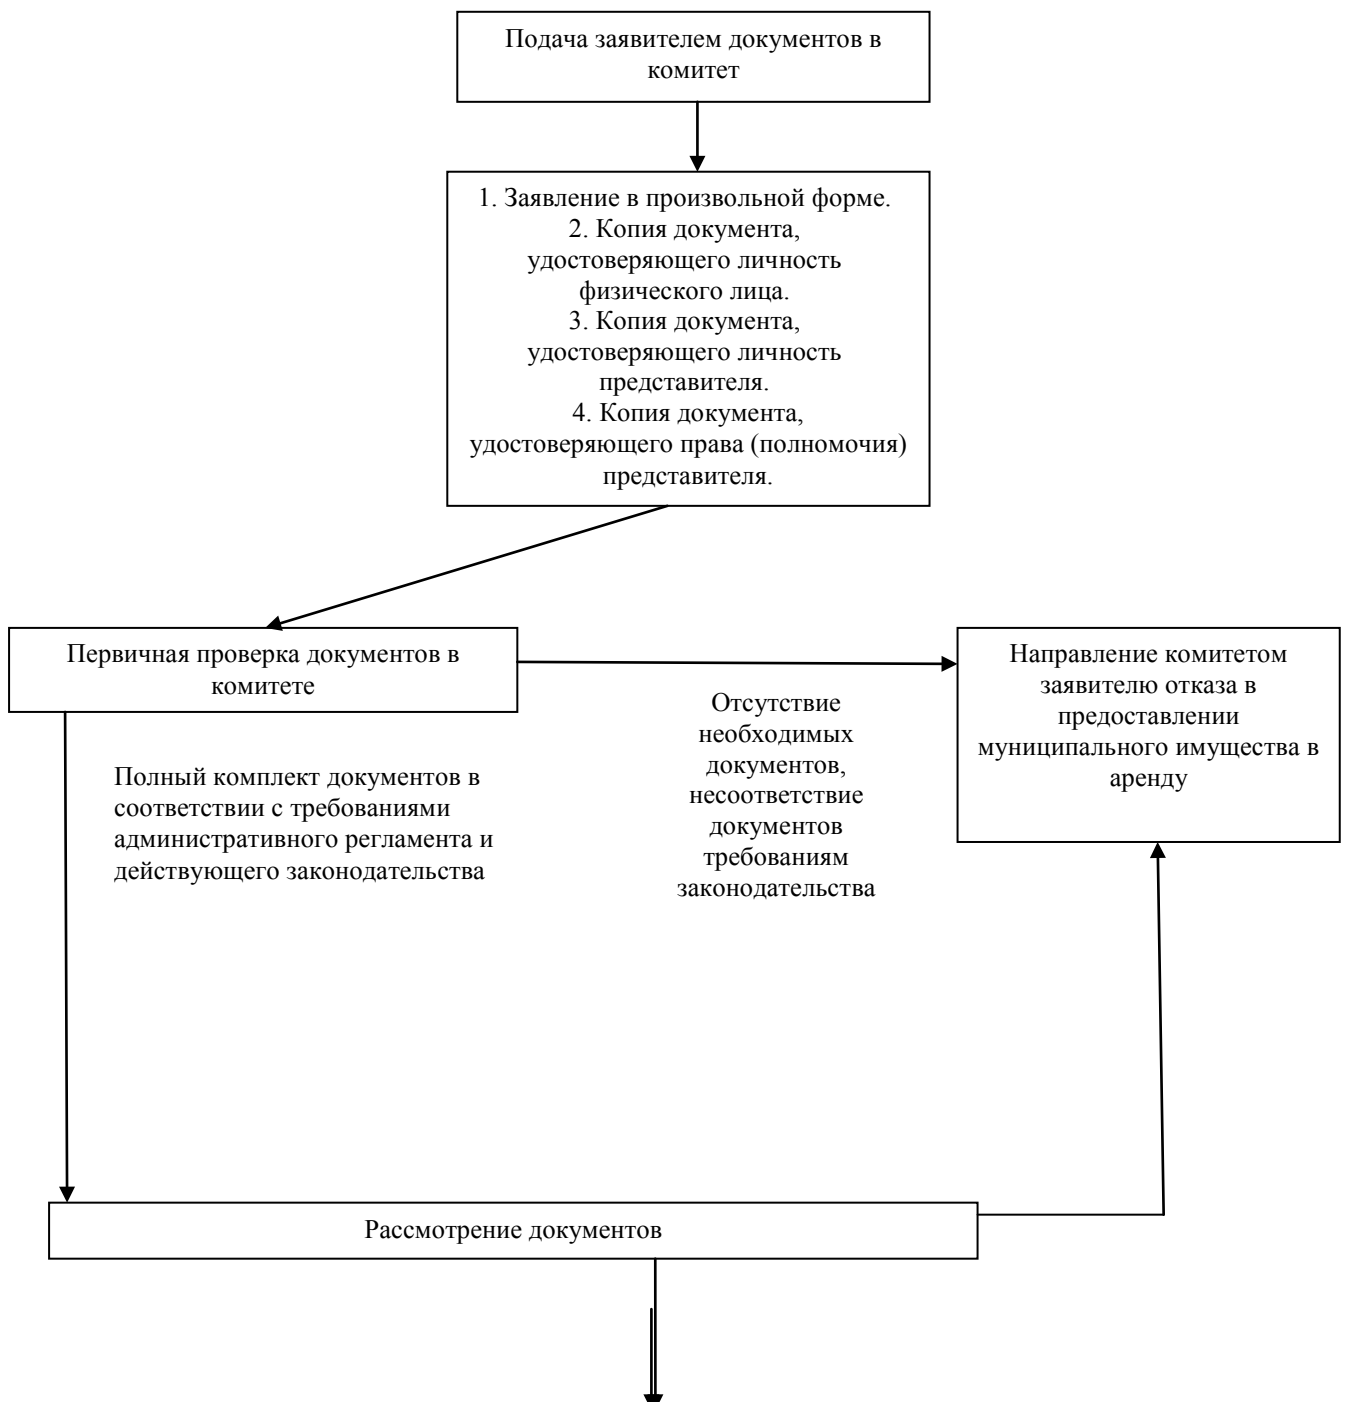 Подача заявителем документов в
комитет
1. Заявление в произвольной форме.
2. Копия документа,
удостоверяющего личность
физического лица.
3. Копия документа,
удостоверяющего личность
представителя.
4. Копия документа,
удостоверяющего права (полномочия)
представителя.
Первичная проверка документов в
комитете
Направление комитетом
заявителю отказа в
предоставлении
муниципального имущества в
аренду
Отсутствие
необходимых
документов,
несоответствие
документов
требованиям
законодательства
Полный комплект документов в
соответствии с требованиями
административного регламента и
действующего законодательства
Рассмотрение документов